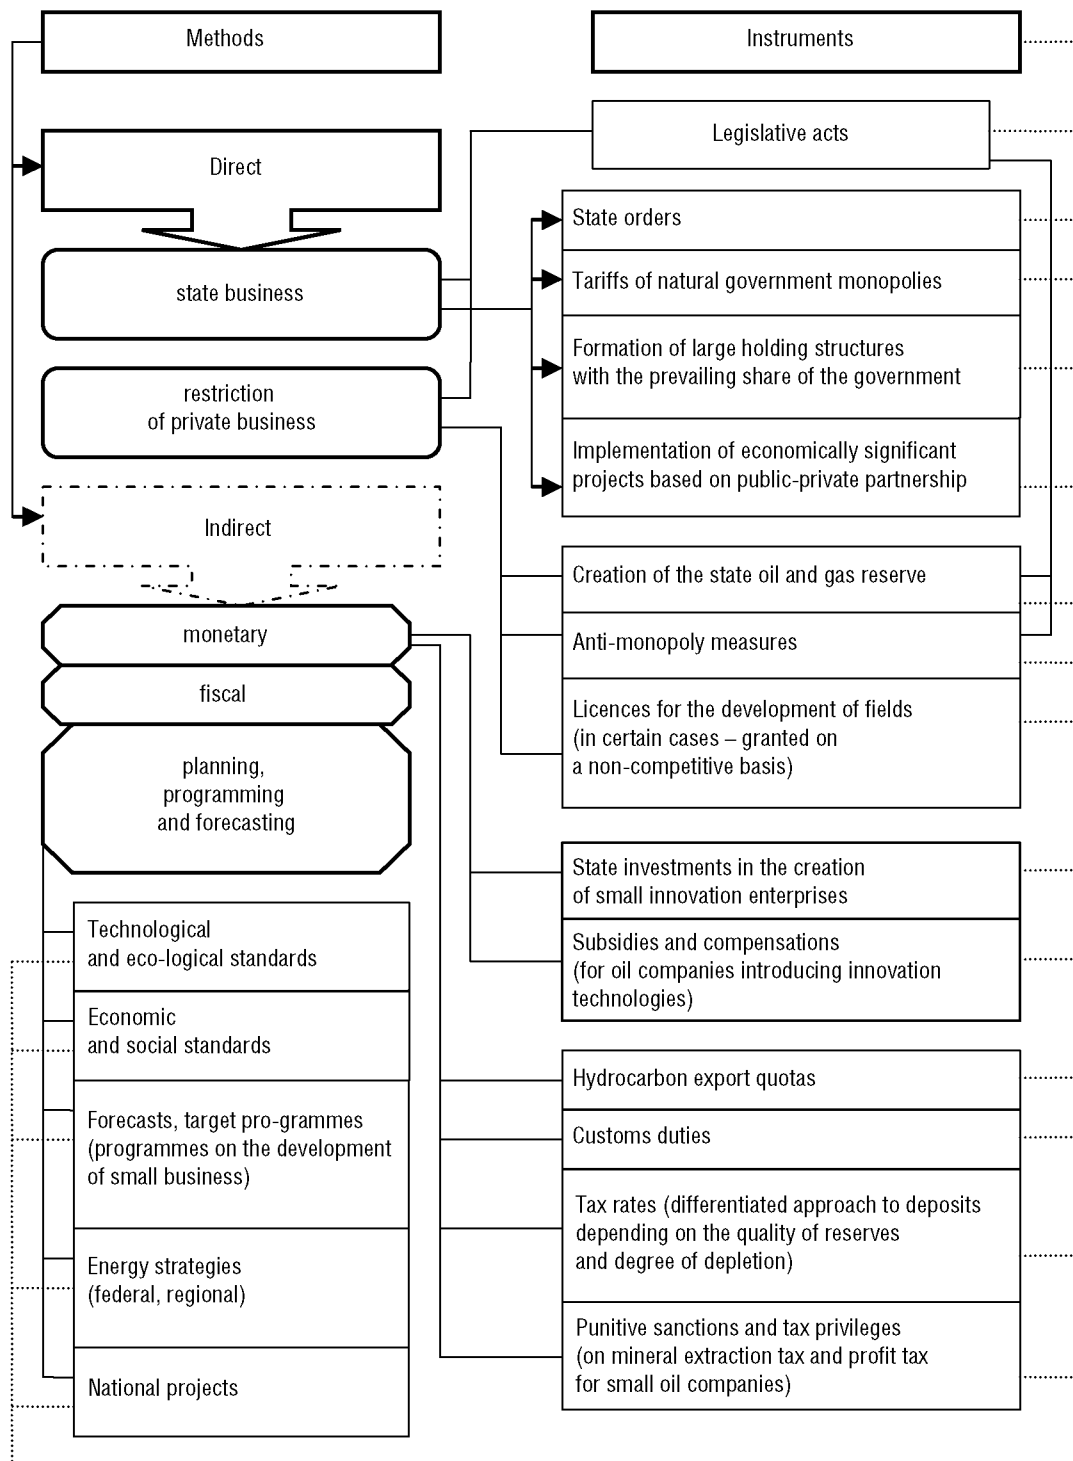 Methods
Instruments
Direct
Legislative acts
state business
State orders
Tariffs of natural government monopolies
Formation of large holding structures
with the prevailing share of the government
Implementation of economically significant
projects based on public-private partnership
restriction
of private business
Indirect
Creation of the state oil and gas reserve
Anti-monopoly measures
Licences for the development of fields
(in certain cases – granted on
a non-competitive basis)
monetary
fiscal
planning,
programming
and forecasting
State investments in the creation
of small innovation enterprises
Subsidies and compensations
(for oil companies introducing innovation
technologies)
Technological
and eco-logical standards
Economic
and social standards
Forecasts, target pro-grammes
(programmes on the development
of small business)
Energy strategies
(federal, regional)
National projects
Hydrocarbon export quotas
Customs duties
Tax rates (differentiated approach to deposits
depending on the quality of reserves
and degree of depletion)
Punitive sanctions and tax privileges
(on mineral extraction tax and profit tax
for small oil companies)